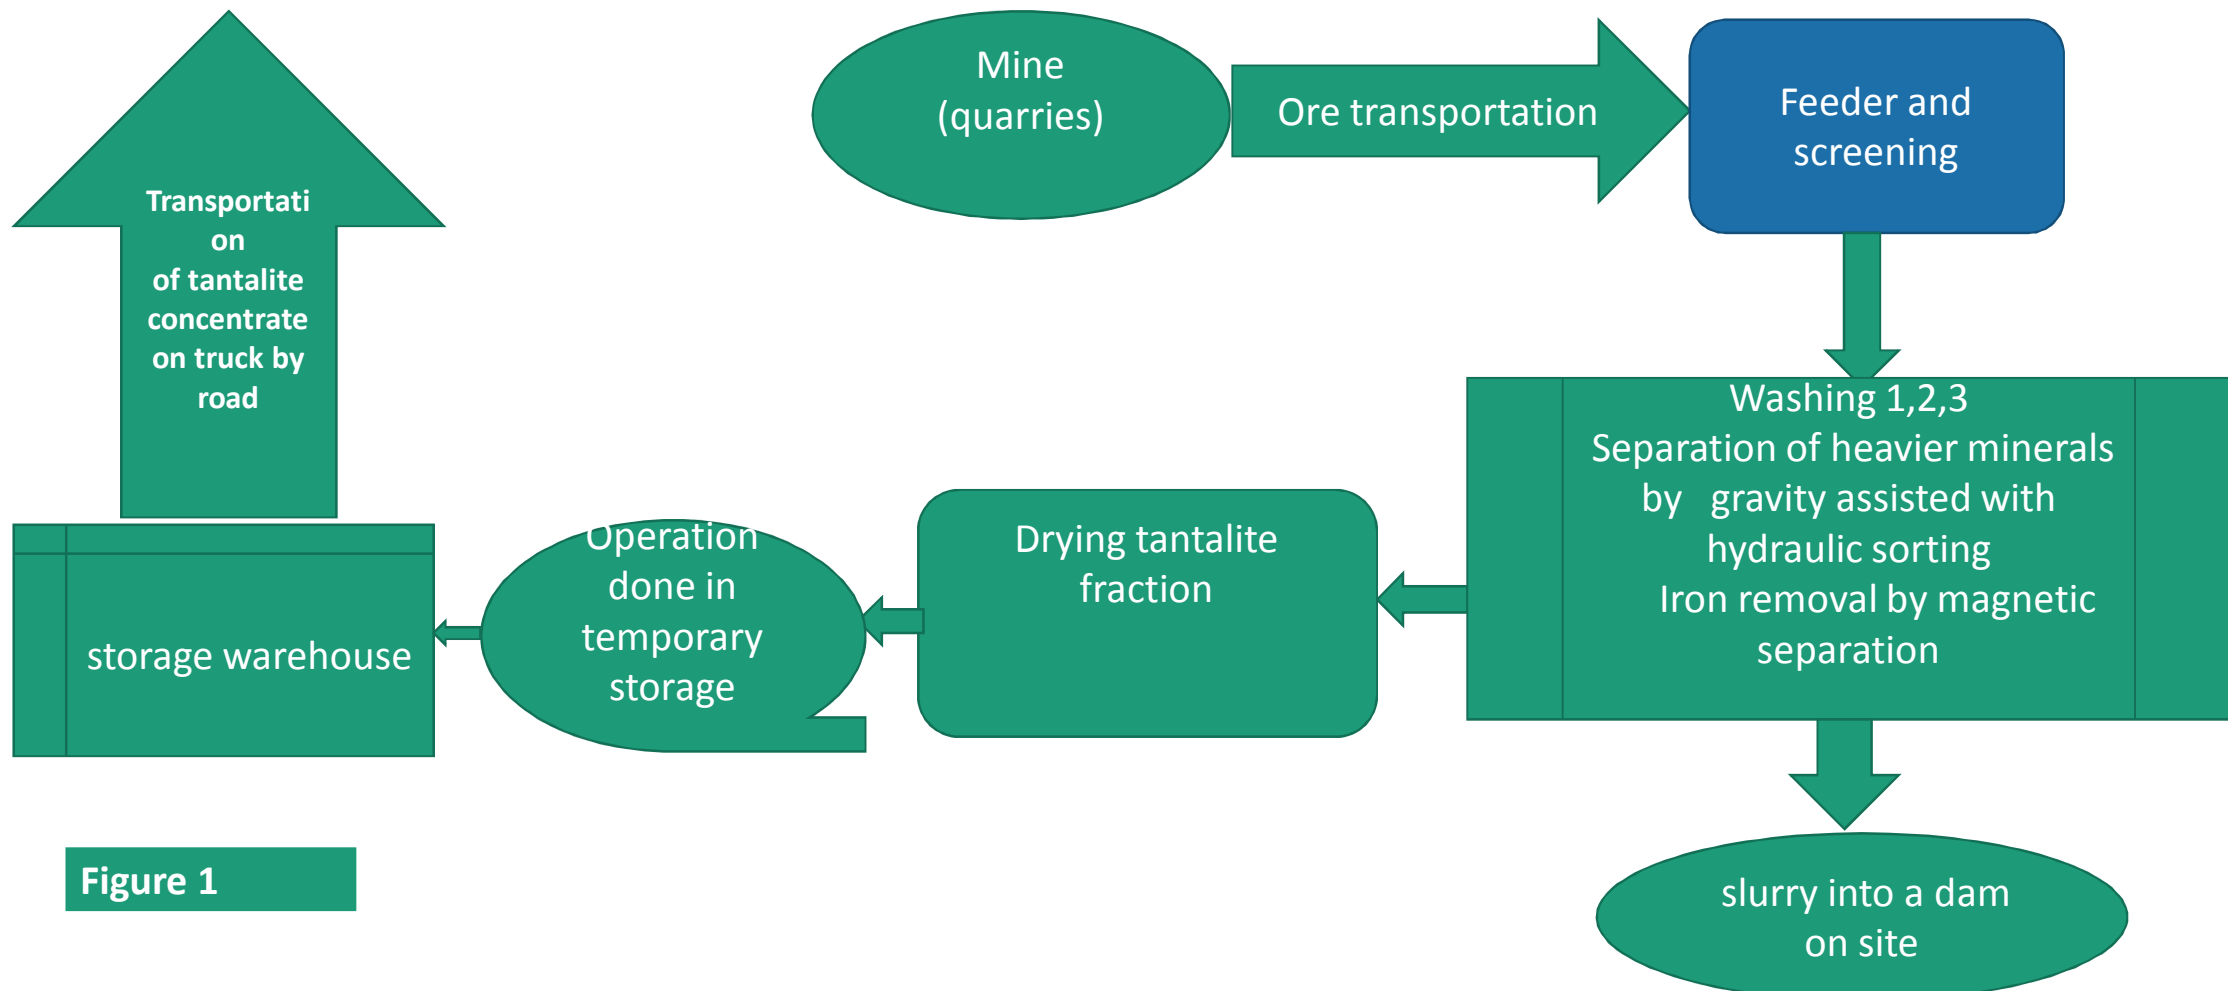 Mine
(quarries)
Ore transportation
Feeder and
screening
Washing 1,2,3
Separation of heavier minerals
by gravity assisted with
hydraulic sorting
Iron removal by magnetic
separation
slurry into a dam
on site
Drying tantalite
fraction
Operation
done in
temporary
storage
storage warehouse
Transportati
on
of tantalite
concentrate
on truck by
road
Figure 1